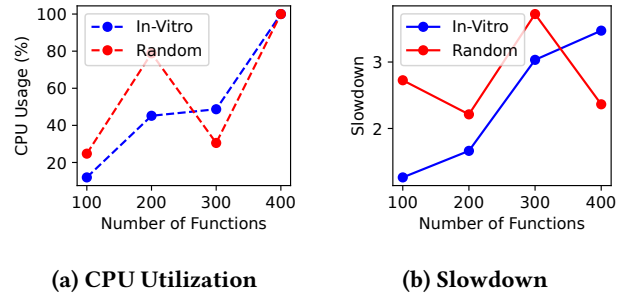 100
80
60
40
20
CPU Usage (%)
In-Vitro
Random
100 200 300 400
Number of Functions
(a) CPU Utilization
3
2
Slowdown
In-Vitro
Random
100 200 300 400
Number of Functions
(b) Slowdown